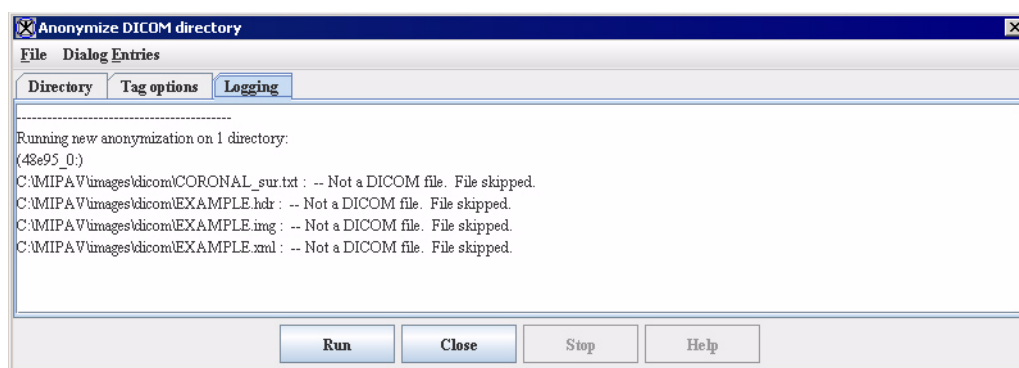 Anonymize DICOM directory
File Dialog Entries
Directory Tag options Logging
------------------------------------------
Running new anonymization on 1 directory:
(48e95_0:)
C:\MIPAV\images\dicom\CORONAL_sur.txt : -- Not a DICOM file. File skipped.
C:\MIPAV\images\dicom\EXAMPLE.hdr : -- Not a DICOM file. File skipped.
C:\MIPAV\images\dicom\EXAMPLE.img : -- Not a DICOM file. File skipped.
C:\MIPAV\images\dicom\EXAMPLE.xml : -- Not a DICOM file. File skipped.
Run Close Stop Help